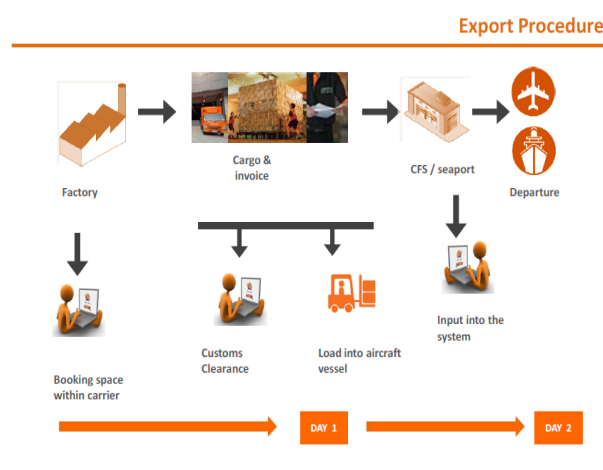 Export Procedure
Cargo &
invoice
CFS / seaport
Factory
Departure
Input into the
system
Customs
Clearance
Load into aircraft
vessel
Booking space
within carrier
DAY 1
DAY 2